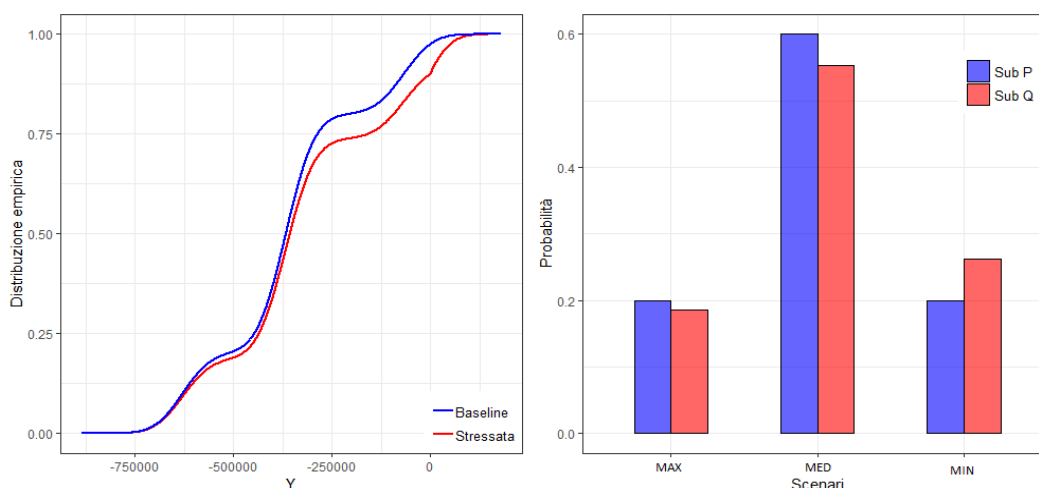 1.00
0.75
0.50
0.25
0.00
Distribuzione empirica
-750000 -500000 -250000 0
Y
Baseline
Stressata
0.6
0.4
0.2
0.0
Probabilità
Sub P
Sub Q
MAX MED MIN
Scenari